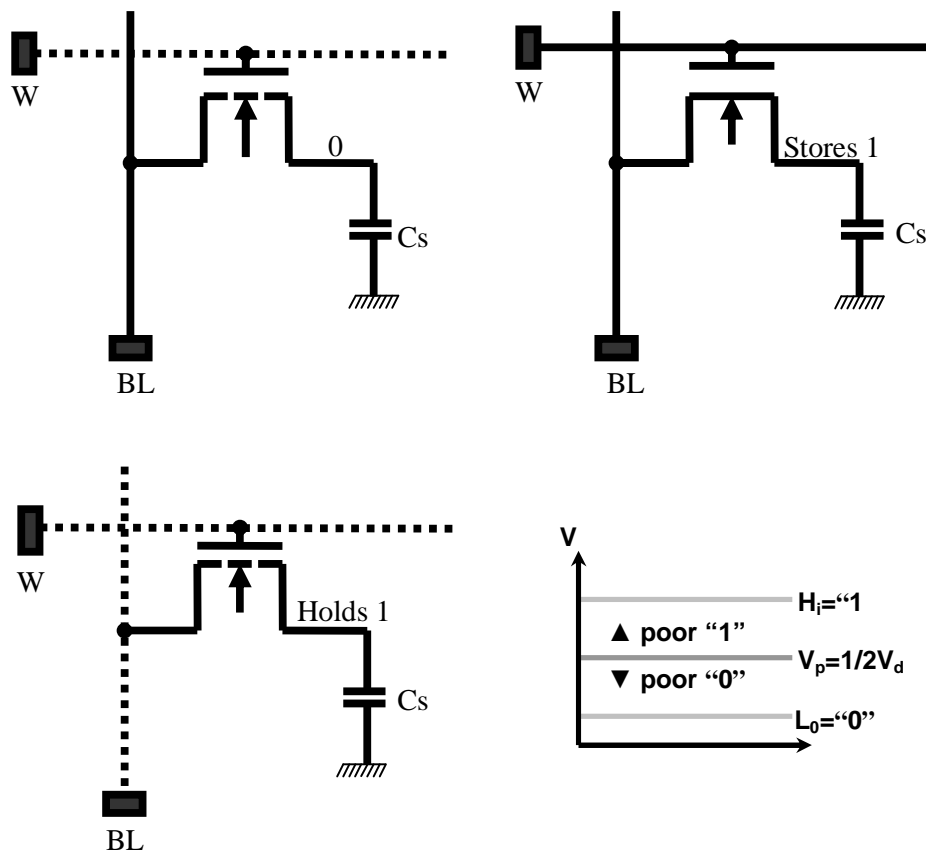 W
0
Cs
BL
W
Stores 1
Cs
BL
W
Holds 1
Cs
BL
V
Hi=“1
▲ poor “1”
Vp=1/2Vd
▼ poor “0”
L0=“0”